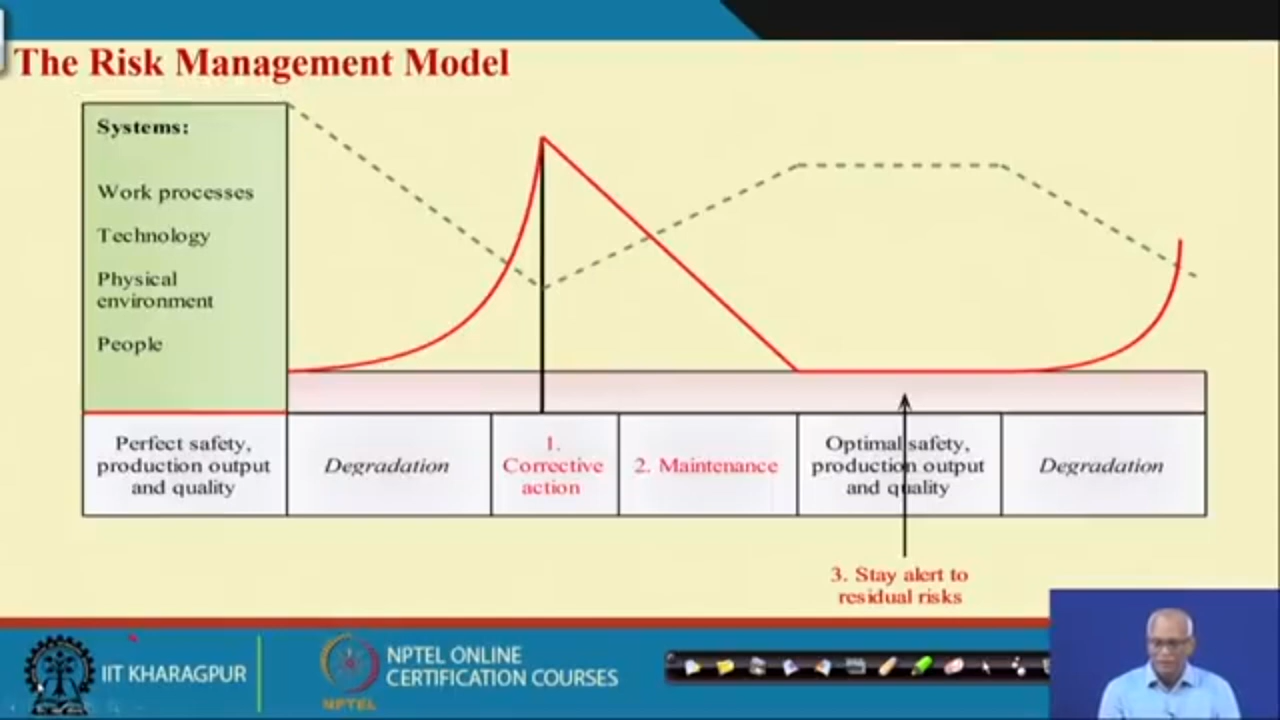 The Risk Management Model
Systems:
Work processes
Technology
Physical
environment
People
Perfect safety,
production output
and quality
Degradation
1.
Corrective
action
2. Maintenance
Optimal safety,
production output
and quality
Degradation
3. Stay alert to
residual risks
IIT KHARAGPUR
NPTEL
NPTEL ONLINE
CERTIFICATION COURSES